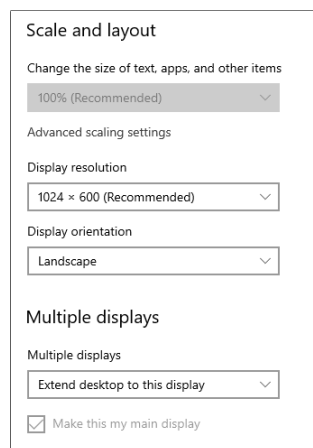 Scale and layout
Change the size of text, apps, and other items
100% (Recommended)
Advanced scaling settings
Display resolution
1024 × 600 (Recommended)
Display orientation
Landscape
Multiple displays
Multiple displays
Extend desktop to this display
Make this my main display